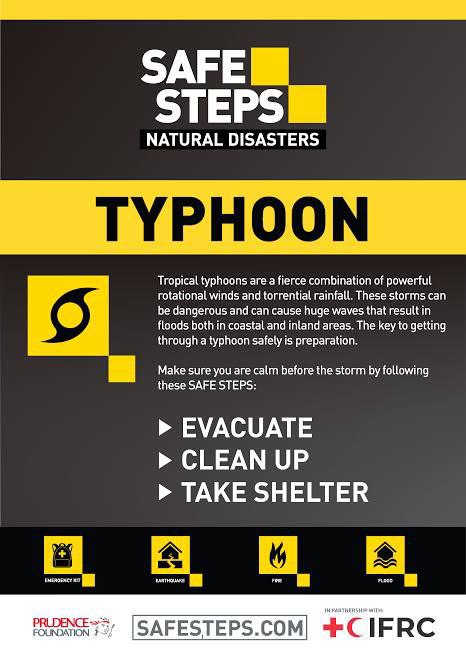 SAFE
STEPS
NATURAL DISASTERS
TYPHOON
Tropical typhoons are a fierce combination of powerful
rotational winds and torrential rainfall. These storms can
be dangerous and can cause huge waves that result in
floods both in coastal and inland areas. The key to getting
through a typhoon safely is preparation.
Make sure you are calm before the storm by following
these SAFE STEPS:
EVACUATE
CLEAN UP
TAKE SHELTER
EMERGENCY KIT
EARTHQUAKE
FIRE
FLOOD
PRUDENCE
FOUNDATION
SAFESTEPS.COM
IN PARTNERSHIP WITH:
IFRC